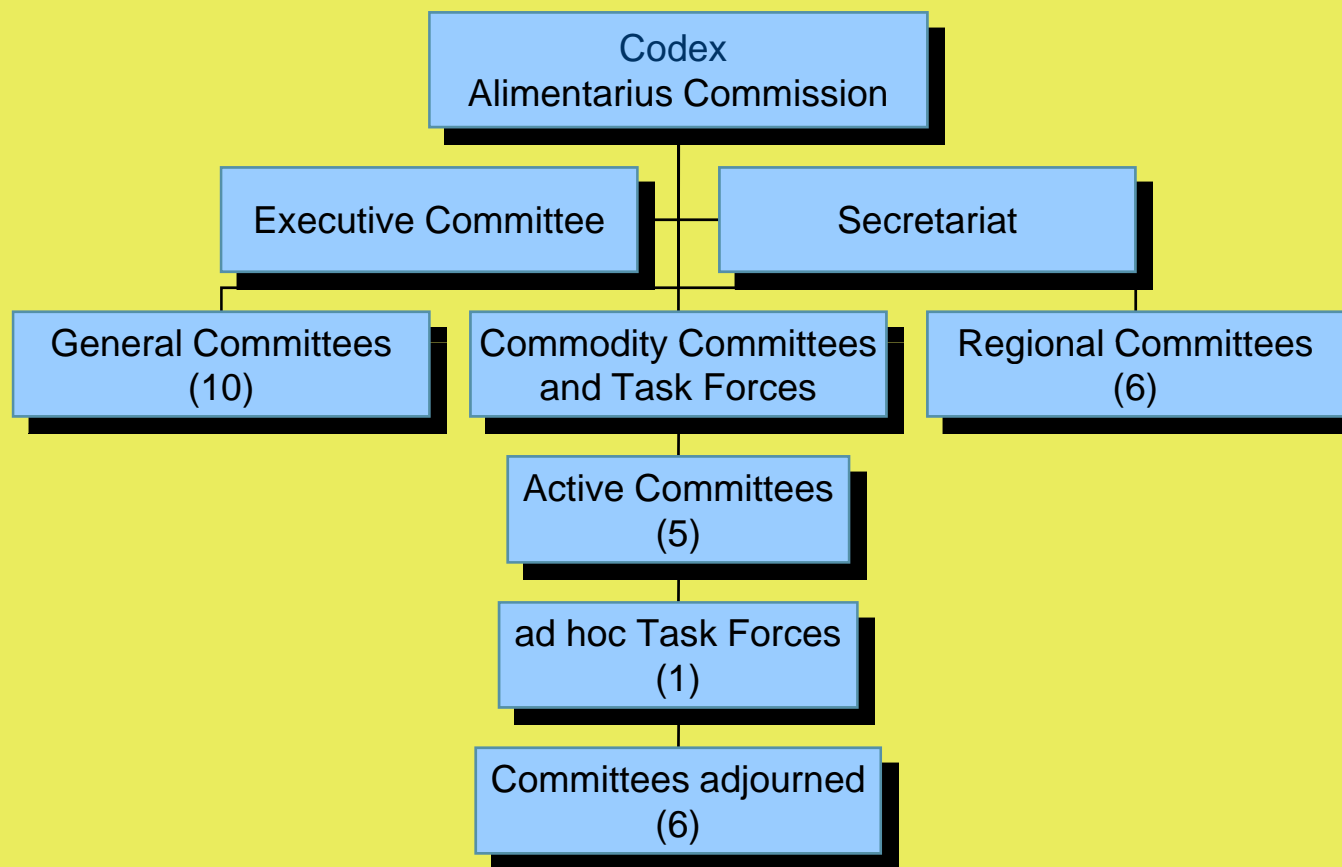 Codex
Alimentarius Commission
Executive Committee
Secretariat
General Committees
(10)
Commodity Committees
and Task Forces
Regional Committees
(6)
Active Committees
(5)
ad hoc Task Forces
(1)
Committees adjourned
(6)